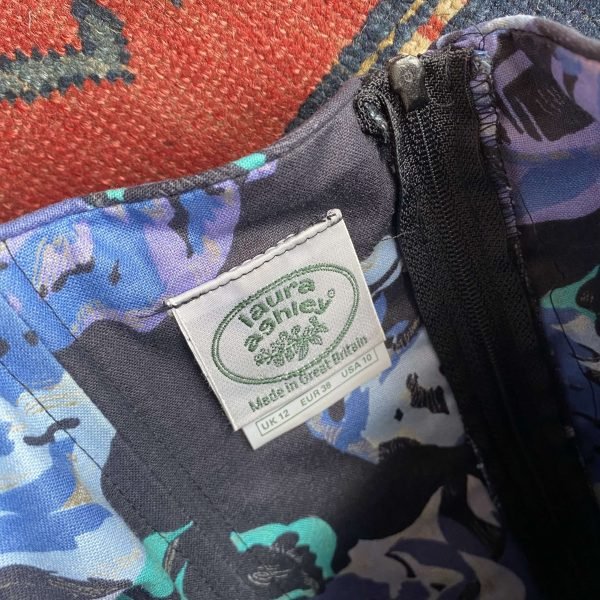 laura
ashley®
Made in Great Britain
UK 12 EUR 38 USA 10